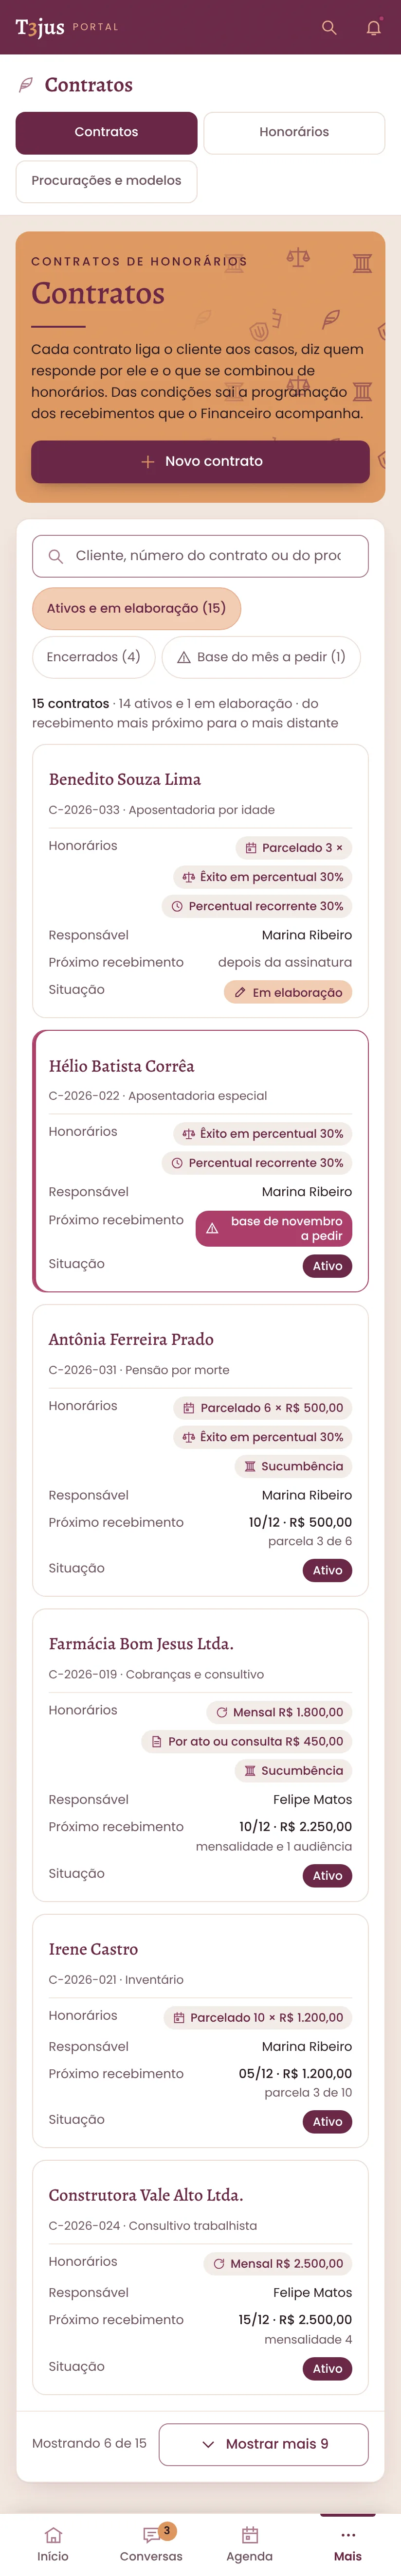 T3jus PORTAL
Contratos
Contratos
Honorários
Procurações e modelos
CONTRATOS DE HONORÁRIOS
Contratos
Cada contrato liga o cliente aos casos, diz quem
responde por ele e o que se combinou de
honorários. Das condições sai a programação
dos recebimentos que o Financeiro acompanha.
Novo contrato
Cliente, número do contrato ou do proc
Ativos e em elaboração (15)
Encerrados (4)
Base do mês a pedir (1)
15 contratos · 14 ativos e 1 em elaboração · do
recebimento mais próximo para o mais distante
Benedito Souza Lima
C-2026-033 · Aposentadoria por idade
Honorários
Parcelado 3 ×
Êxito em percentual 30%
Percentual recorrente 30%
Responsável
Marina Ribeiro
Próximo recebimento
depois da assinatura
Situação
Em elaboração
Hélio Batista Corrêa
C-2026-022 · Aposentadoria especial
Honorários
Êxito em percentual 30%
Percentual recorrente 30%
Responsável
Marina Ribeiro
Próximo recebimento
base de novembro
a pedir
Situação
Ativo
Antônia Ferreira Prado
C-2026-031 · Pensão por morte
Honorários
Parcelado 6 × R$ 500,00
Êxito em percentual 30%
Sucumbência
Responsável
Marina Ribeiro
Próximo recebimento
10/12 · R$ 500,00
parcela 3 de 6
Situação
Ativo
Farmácia Bom Jesus Ltda.
C-2026-019 · Cobranças e consultivo
Honorários
Mensal R$ 1.800,00
Por ato ou consulta R$ 450,00
Sucumbência
Responsável
Felipe Matos
Próximo recebimento
10/12 · R$ 2.250,00
mensalidade e 1 audiência
Situação
Ativo
Irene Castro
C-2026-021 · Inventário
Honorários
Parcelado 10 × R$ 1.200,00
Responsável
Marina Ribeiro
Próximo recebimento
05/12 · R$ 1.200,00
parcela 3 de 10
Situação
Ativo
Construtora Vale Alto Ltda.
C-2026-024 · Consultivo trabalhista
Honorários
Mensal R$ 2.500,00
Responsável
Felipe Matos
Próximo recebimento
15/12 · R$ 2.500,00
mensalidade 4
Situação
Ativo
Mostrando 6 de 15
Mostrar mais 9
3
Início
Conversas
Agenda
Mais